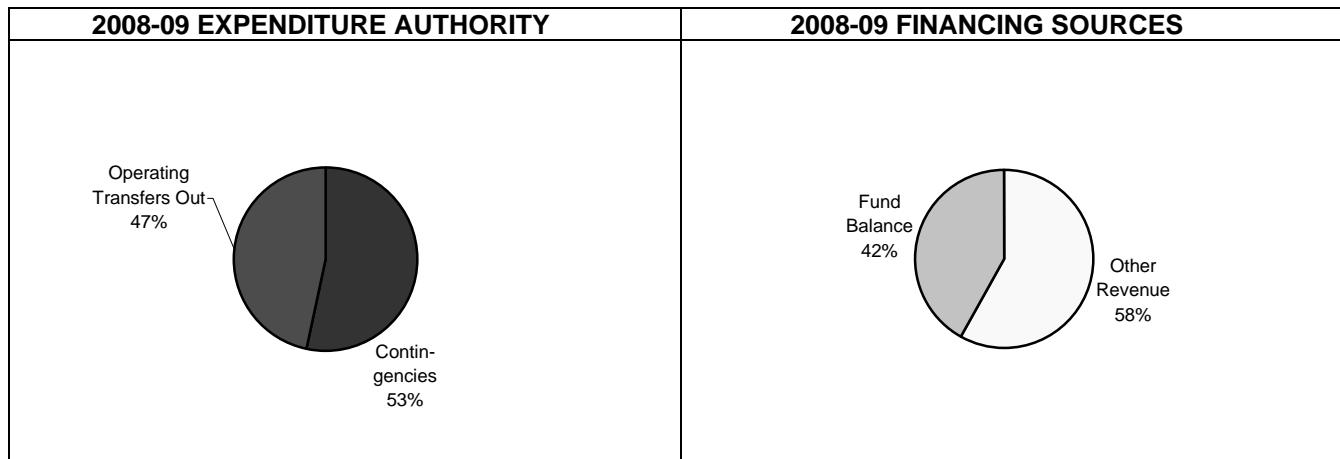 2008-09 EXPENDITURE AUTHORITY
2008-09 FINANCING SOURCES
Operating
Transfers Out
47%
Contin-
gencies
53%
Fund
Balance
42%
Other
Revenue
58%